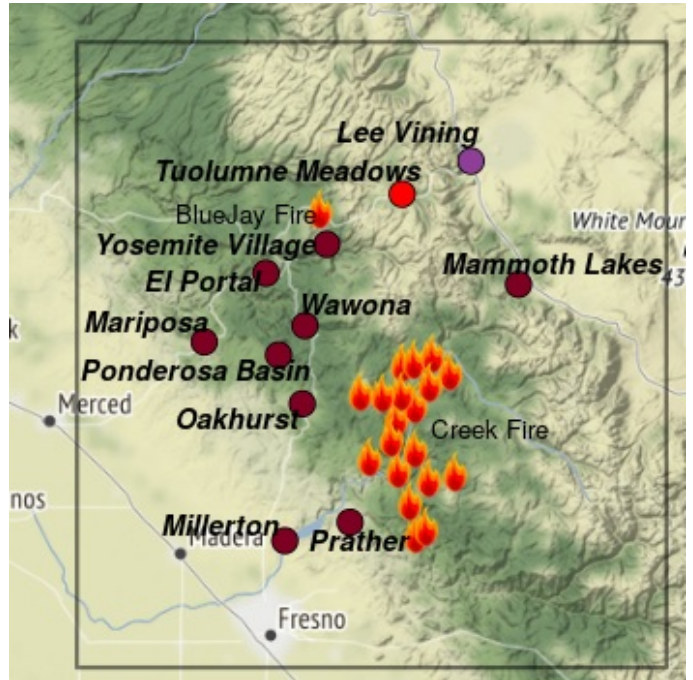 Lee Vining
Tuolumne Meadows
BlueJay Fire
White Mour
Yosemite Village
El Portal
Mammoth Lakes
43
Wawona
Mariposa
k
Ponderosa Basin
Merced
Oakhurst
Creek Fire
nos
Millerton
Madera
Prather
Fresno